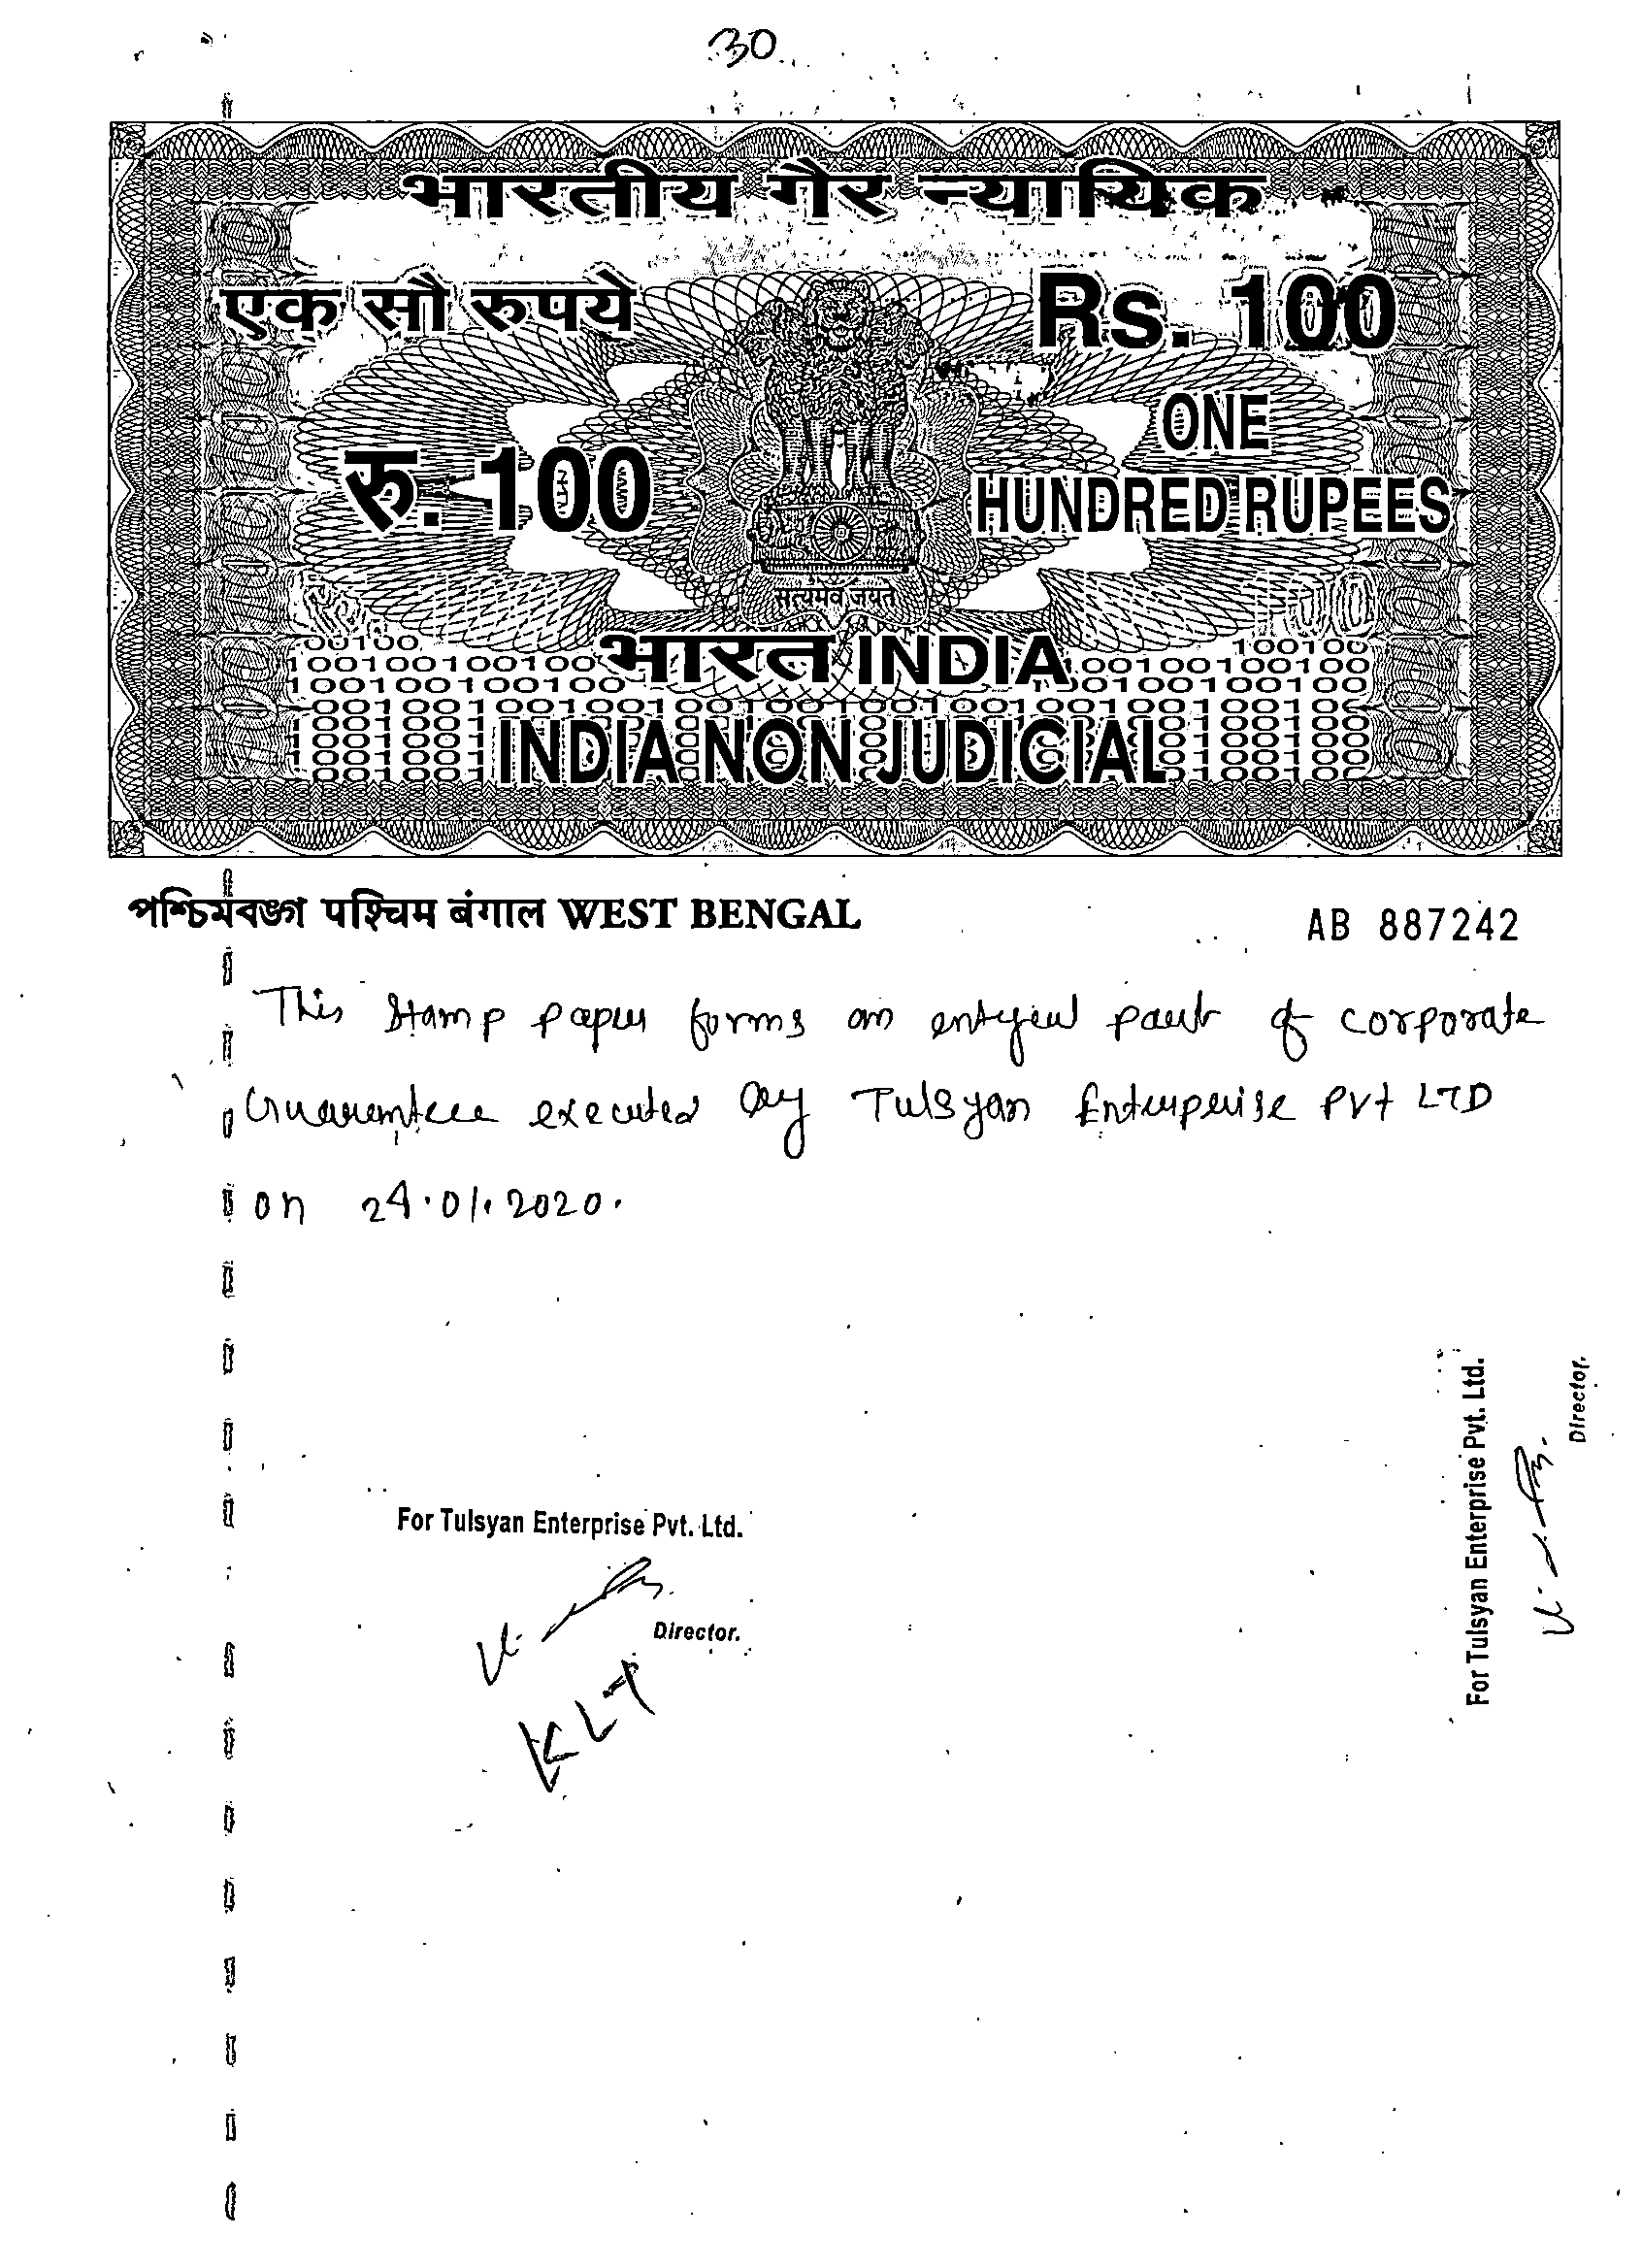 30
भारतीय गैर न्यायिक
एक सौ रुपये
Rs. 100
रु. 100
ONE
HUNDRED RUPEES
सत्यमेव जयते
भारत INDIA
INDIA NON JUDICIAL
পশ্চিমবঙ্গ पश्चिम बंगाल WEST BENGAL
AB 887242
This Stamp paper forms an part of corporate
Guarantee executed by Tulsyan Enterprise Pvt LTD
on 24.01.2020.
For Tulsyan Enterprise Pvt. Ltd.
Director.
KLT
For Tulsyan Enterprise Pvt. Ltd.
Director.